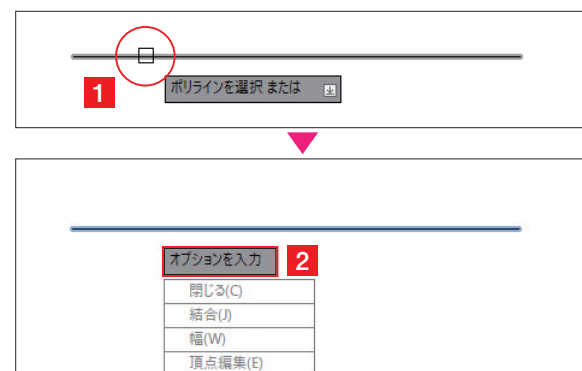 1
ポリラインを選択 または
オプションを入力
2
閉じる(C)
結合(J)
幅(W)
頂点編集(E)